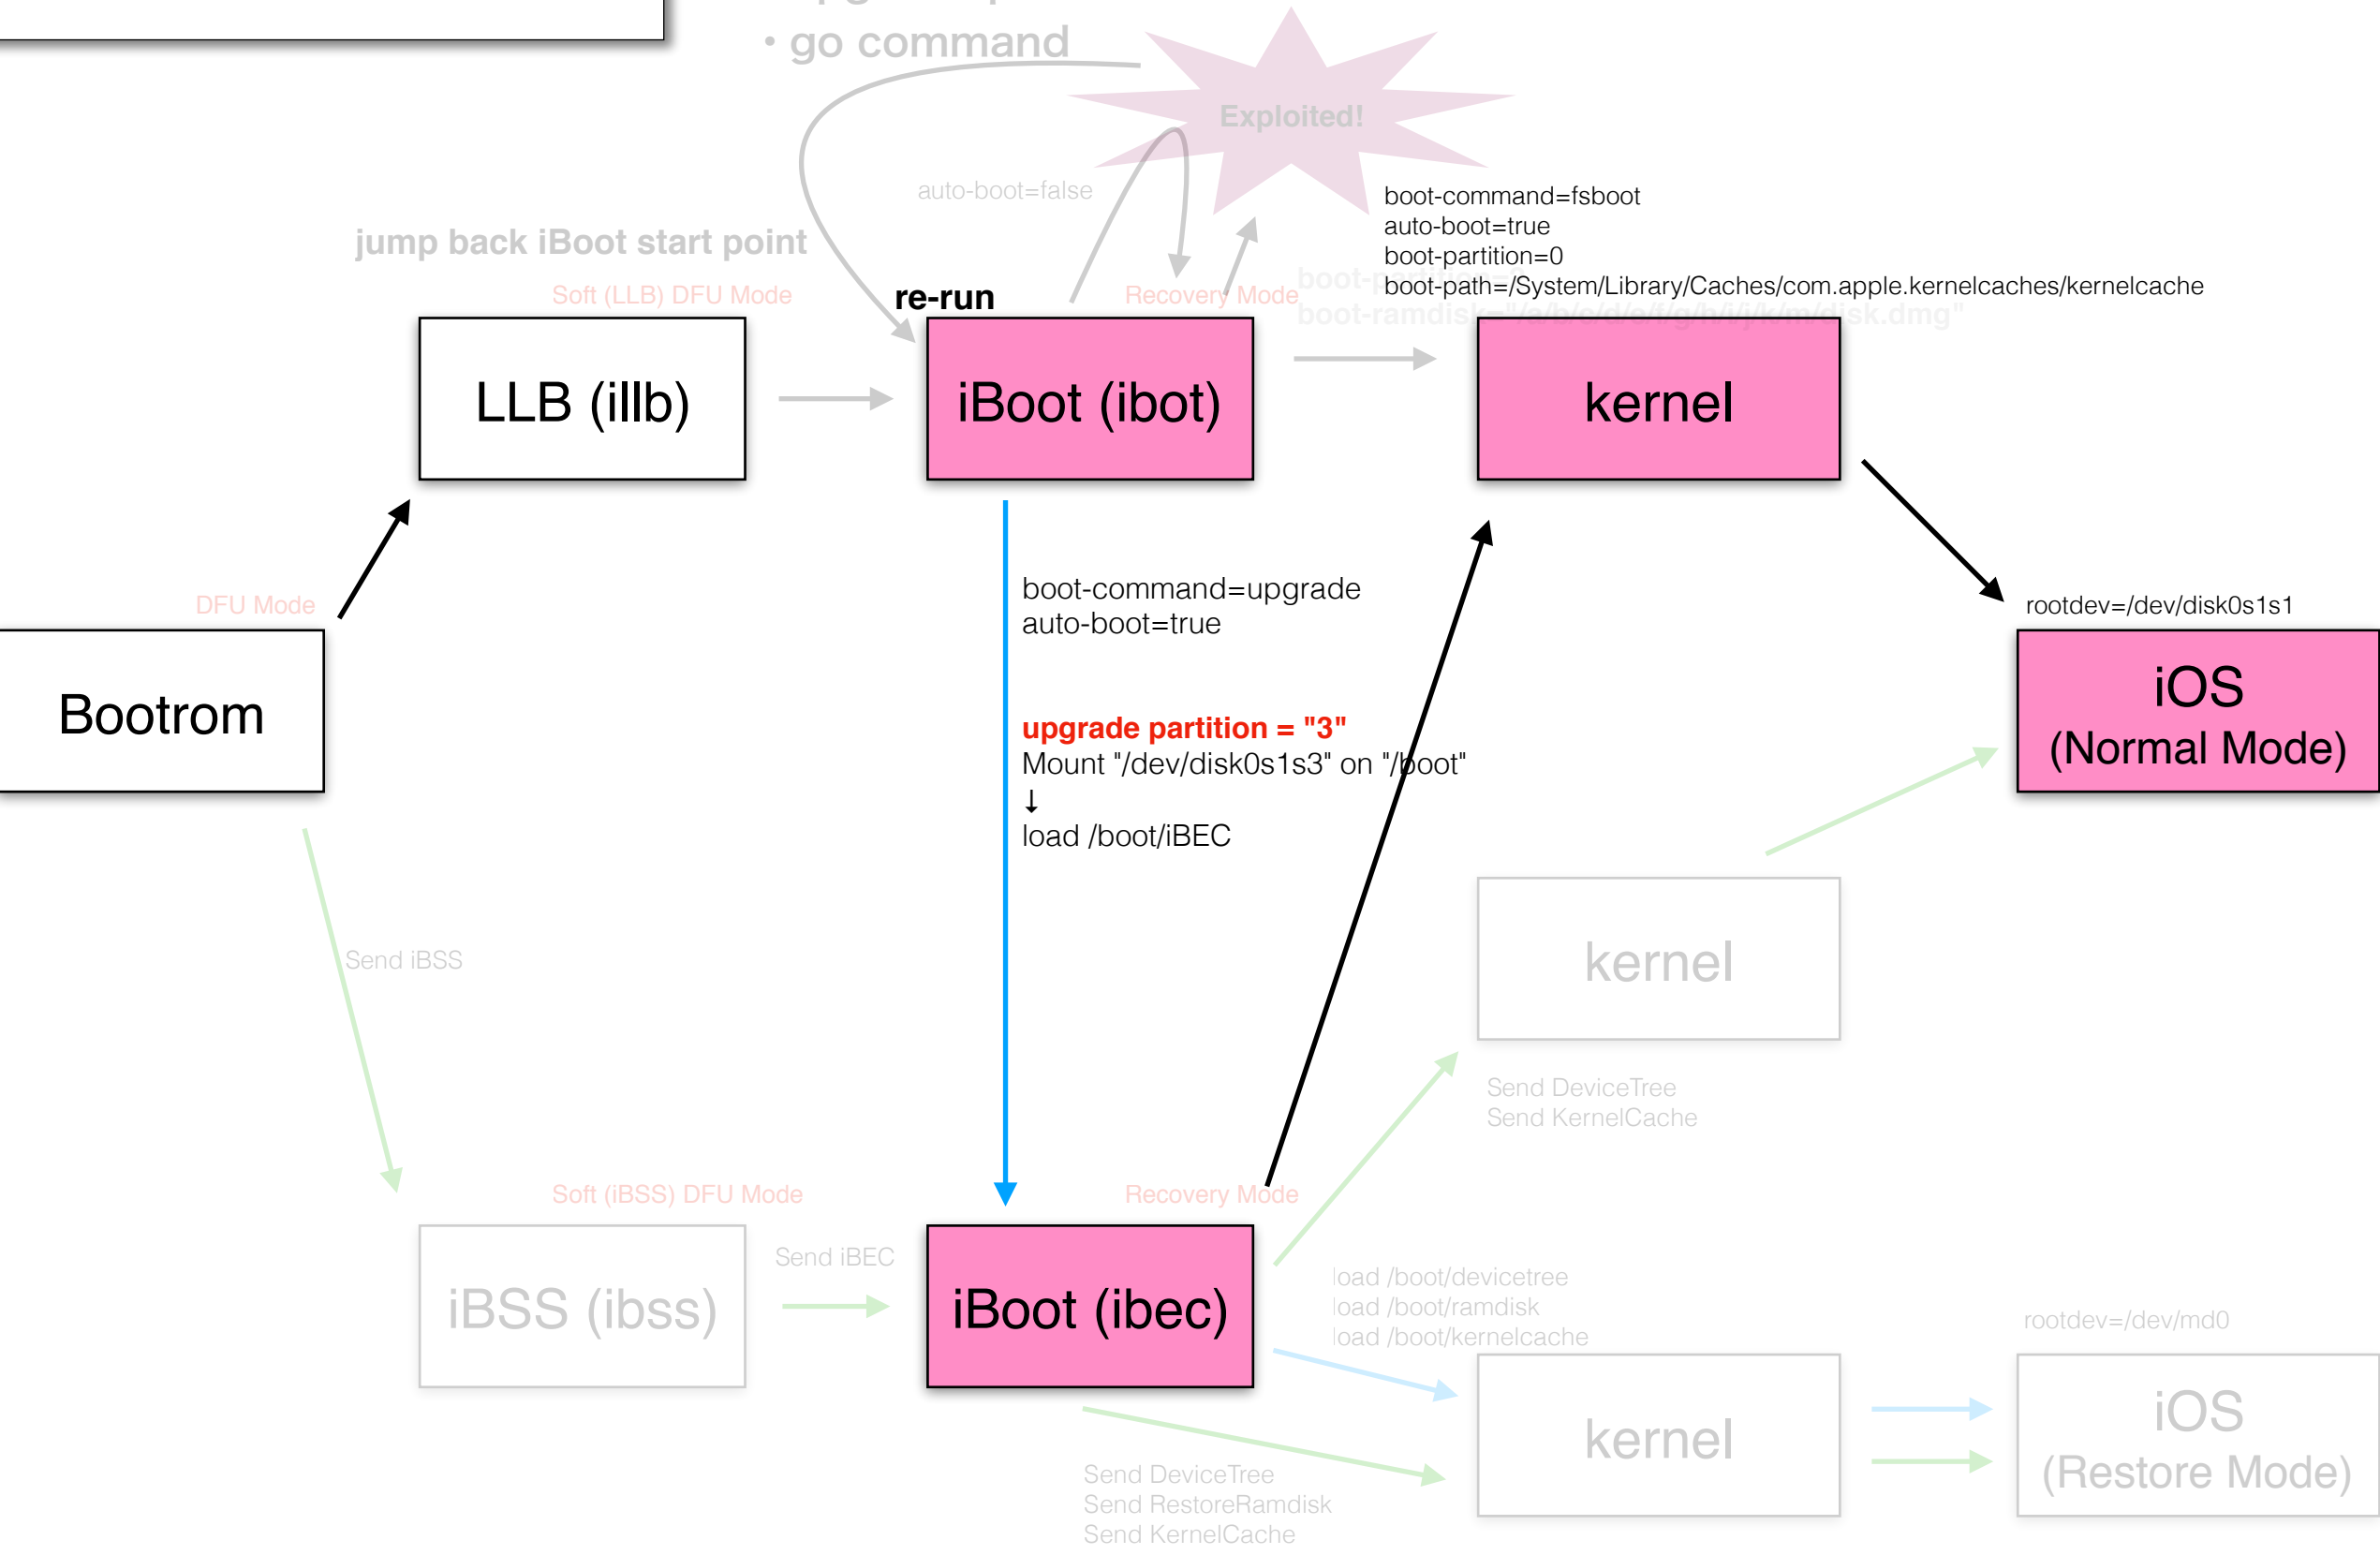 • go command
Exploited!
auto-boot=false
boot-command=fsboot
auto-boot=true
boot-partition=0
boot-path=/System/Library/Caches/com.apple.kernelcaches/kernelcache
jump back iBoot start point
Soft (LLB) DFU Mode
re-run
Recovery Mode
boot-ramdisk="/a/b/c/d/e/f/g/h/i/j/k/m/disk.dmg"
LLB (illb)
iBoot (ibot)
kernel
boot-command=upgrade
auto-boot=true
DFU Mode
rootdev=/dev/disk0s1s1
Bootrom
iOS
(Normal Mode)
upgrade partition = "3"
Mount "/dev/disk0s1s3" on "/boot"
↓
load /boot/iBEC
Send iBSS
kernel
Send DeviceTree
Send KernelCache
Soft (iBSS) DFU Mode
Recovery Mode
Send iBEC
iBSS (ibss)
iBoot (ibec)
load /boot/devicetree
load /boot/ramdisk
load /boot/kernelcache
rootdev=/dev/md0
kernel
iOS
(Restore Mode)
Send DeviceTree
Send RestoreRamdisk
Send KernelCache